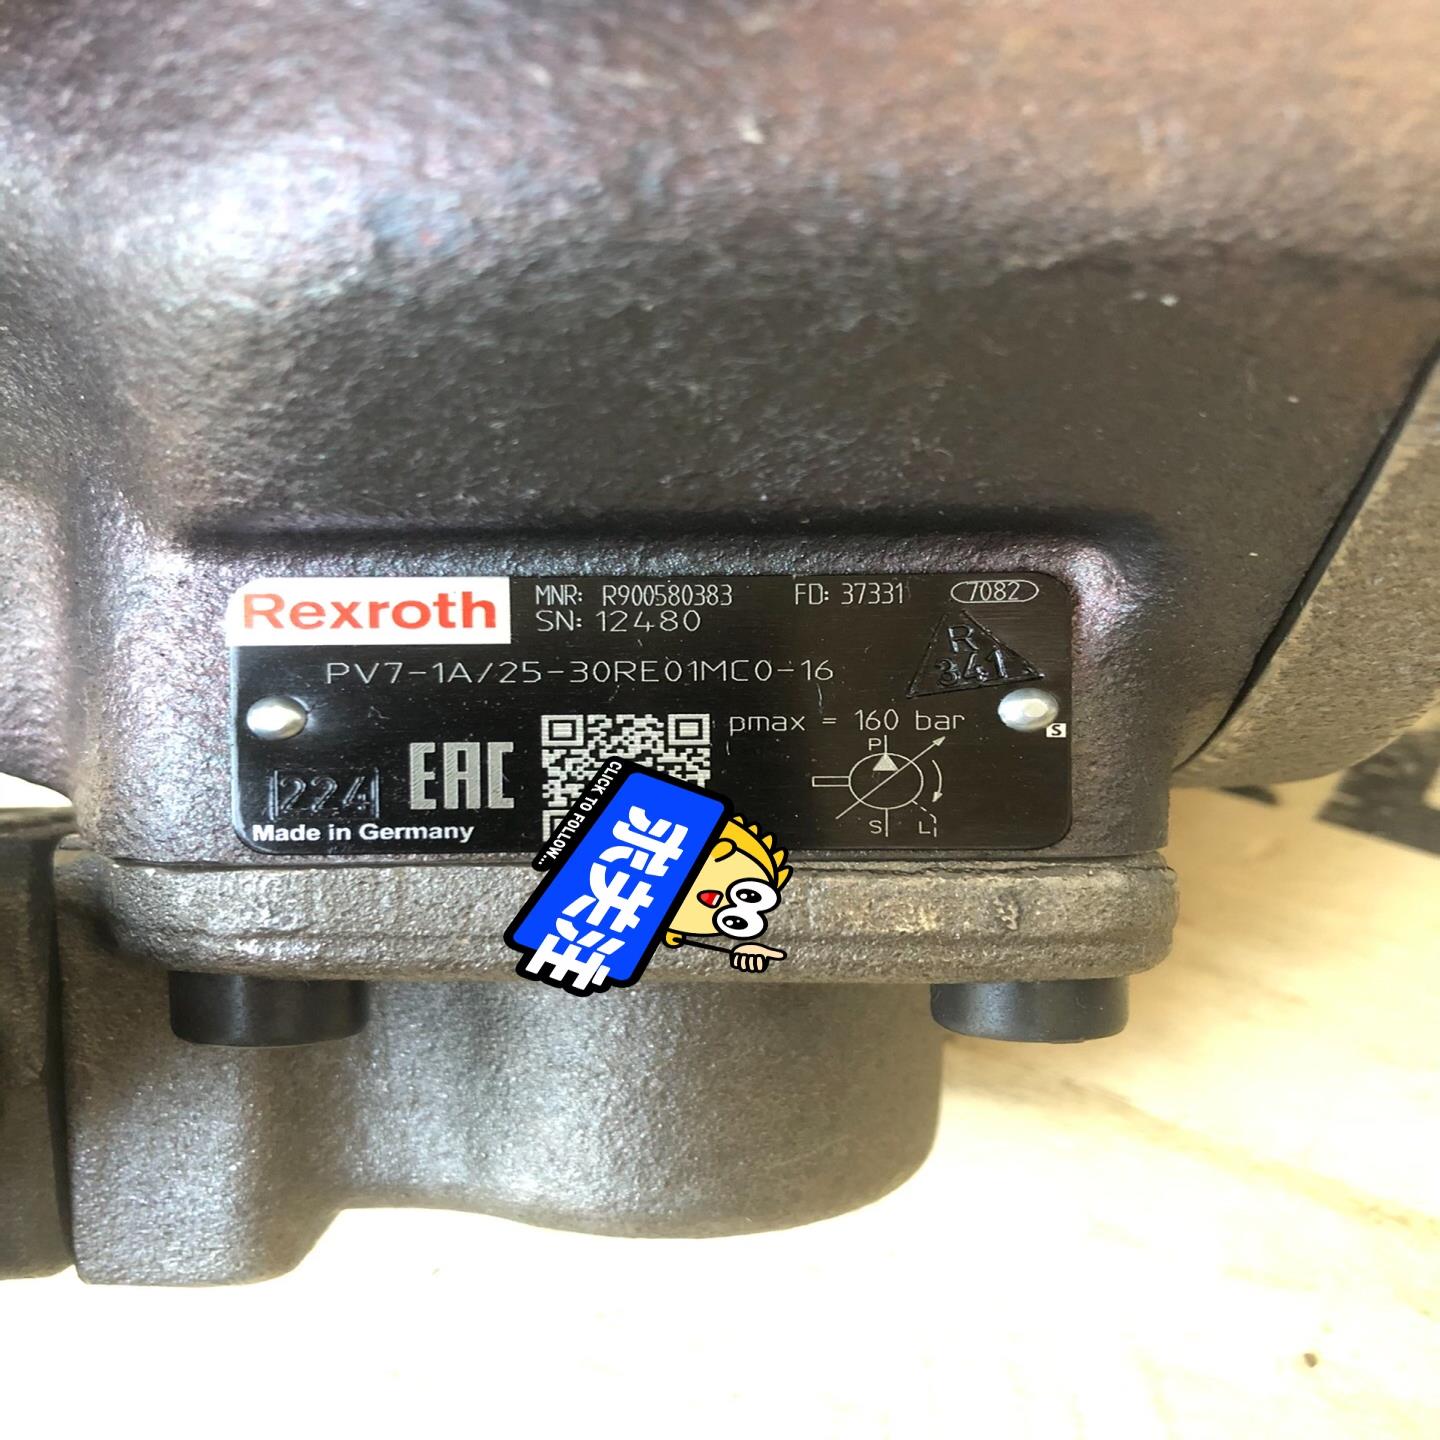 Rexroth
MNR: R900580383 FD: 37331 7082
SN: 12480
R
341
PV7-1A/25-30RE01MC0-16
pmax = 160 bar
P
S L
S
224
EAC
Made in Germany
CLICK TO FOLLOW...
求关注